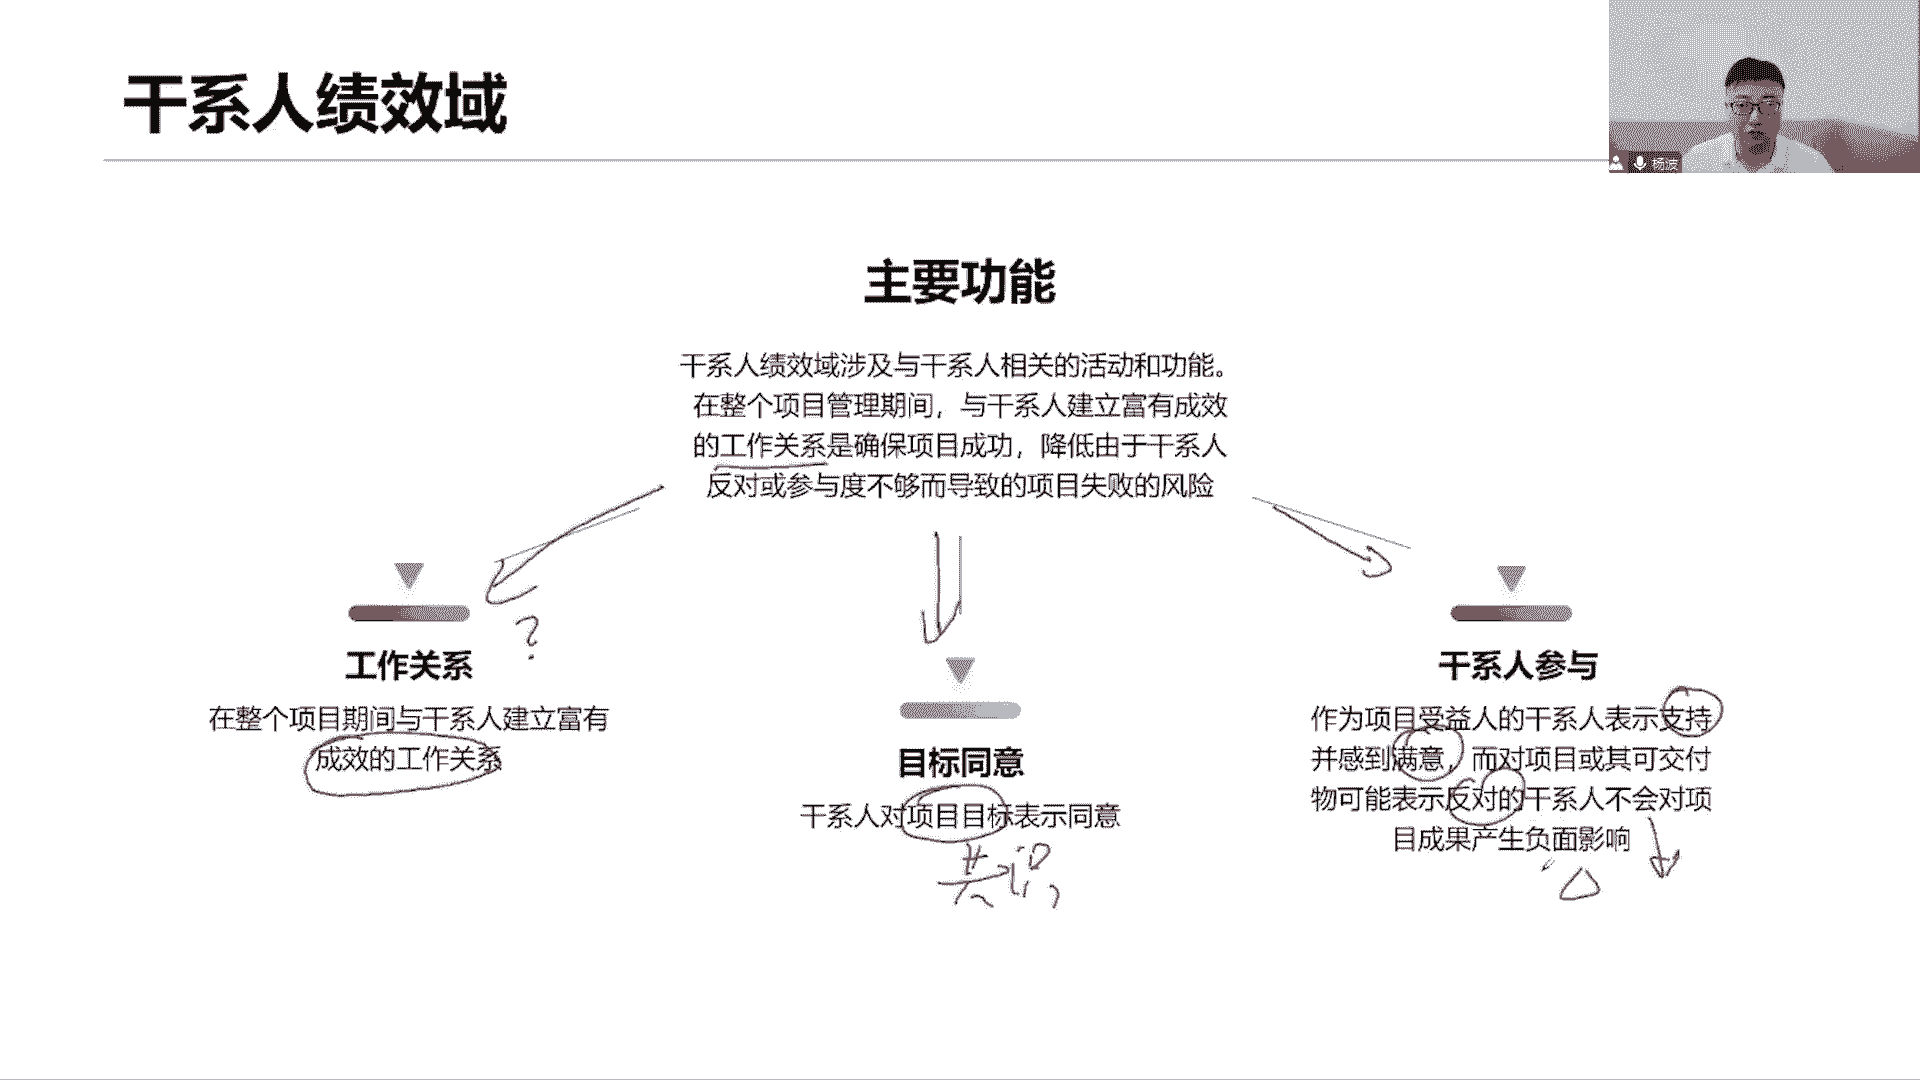 干系人绩效域
杨波
主要功能
干系人绩效域涉及与干系人相关的活动和功能。
在整个项目管理期间，与干系人建立富有成效
的工作关系是确保项目成功，降低由于干系人
反对或参与度不够而导致的项目失败的风险
?
工作关系
在整个项目期间与干系人建立富有
成效的工作关系
目标同意
干系人对项目目标表示同意
共识
干系人参与
作为项目受益人的干系人表示支持
并感到满意，而对项目或其可交付
物可能表示反对的干系人不会对项
目成果产生负面影响